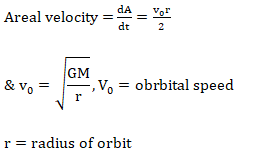 Areal velocity = dA/dt = v₀r/2
& v₀ = √(GM/r), V₀ = obrbital speed
r = radius of orbit